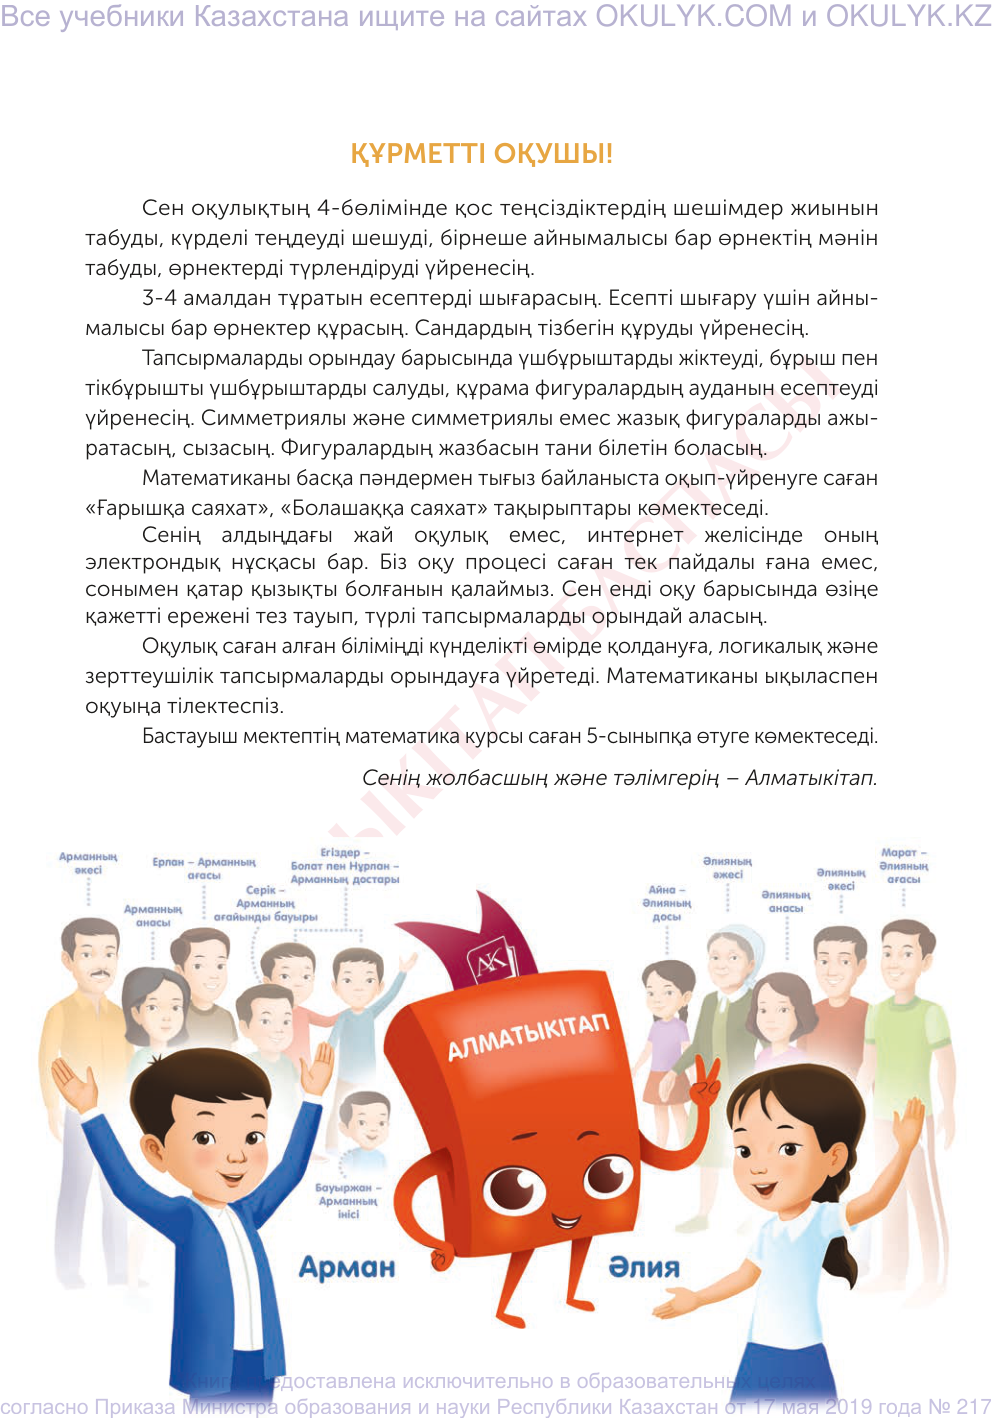 Все учебники Казахстана ищите на сайтах OKULYK.COM и OKULYK.KZ
ҚҰРМЕТТІ ОҚУШЫ!
Сен оқулықтың 4-бөлімінде қос теңсіздіктердің шешімдер жиынын
табуды, күрделі теңдеуді шешуді, бірнеше айнымалысы бар өрнектің мәнін
табуды, өрнектерді түрлендіруді үйренесің.
3-4 амалдан тұратын есептерді шығарасың. Есепті шығару үшін айны-
малысы бар өрнектер құрасың. Сандардың тізбегін құруды үйренесің.
Тапсырмаларды орындау барысында үшбұрыштарды жіктеуді, бұрыш пен
тікбұрышты үшбұрыштарды салуды, құрама фигуралардың ауданын есептеуді
үйренесің. Симметриялы және симметриялы емес жазық фигураларды ажы-
ратасың, сызасың. Фигуралардың жазбасын тани білетін боласың.
Математиканы басқа пәндермен тығыз байланыста оқып-үйренуге саған
«Ғарышқа саяхат», «Болашаққа саяхат» тақырыптары көмектеседі.
Сенің алдыңдағы жай оқулық емес, интернет желісінде оның
электрондық нұсқасы бар. Біз оқу процесі саған тек пайдалы ғана емес,
сонымен қатар қызықты болғанын қалаймыз. Сен енді оқу барысында өзіңе
қажетті ережені тез тауып, түрлі тапсырмаларды орындай аласың.
Оқулық саған алған біліміңді күнделікті өмірде қолдануға, логикалық және
зерттеушілік тапсырмаларды орындауға үйретеді. Математиканы ықыласпен
оқуыңа тілектеспіз.
Бастауыш мектептің математика курсы саған 5-сыныпқа өтуге көмектеседі.
Сенің жолбасшың және тәлімгерің – Алматыкітап.
ЫКІТАП БАСПАСЫ
Арманның
әкесі
Ерлан – Арманның
ағасы
Егіздер –
Болат пен Нұрлан –
Арманның достары
Арманның
анасы
Серік –
Арманның
ағайынды бауыры
Айна –
Әлияның
досы
Әлияның
әжесі
Әлияның
анасы
Әлияның
әкесі
Марат –
Әлияның
ағасы
АК
АЛМАТЫКІТАП
Бауыржан –
Арманның
інісі
Арман
Әлия
доставлена исключительно в образовательных целях
согласно Приказа Министра образования и науки Республики Казахстан от 17 мая 2019 года № 217